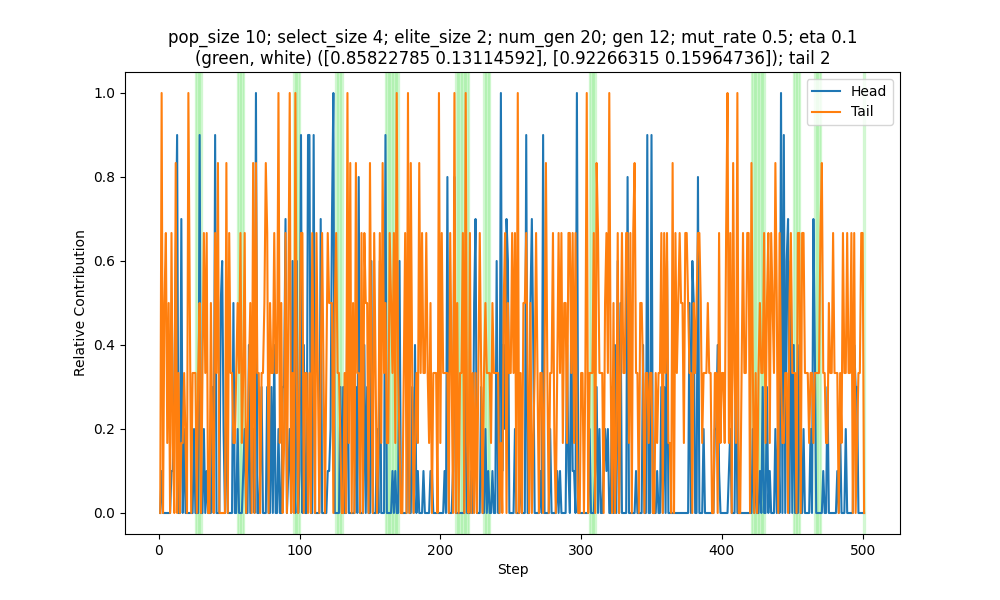 pop_size 10; select_size 4; elite_size 2; num_gen 20; gen 12; mut_rate 0.5; eta 0.1
(green, white) ([0.85822785 0.13114592], [0.92266315 0.15964736]); tail 2
Head
Tail
Relative Contribution
1.0
0.8
0.6
0.4
0.2
0.0
0
100
200
300
400
500
Step